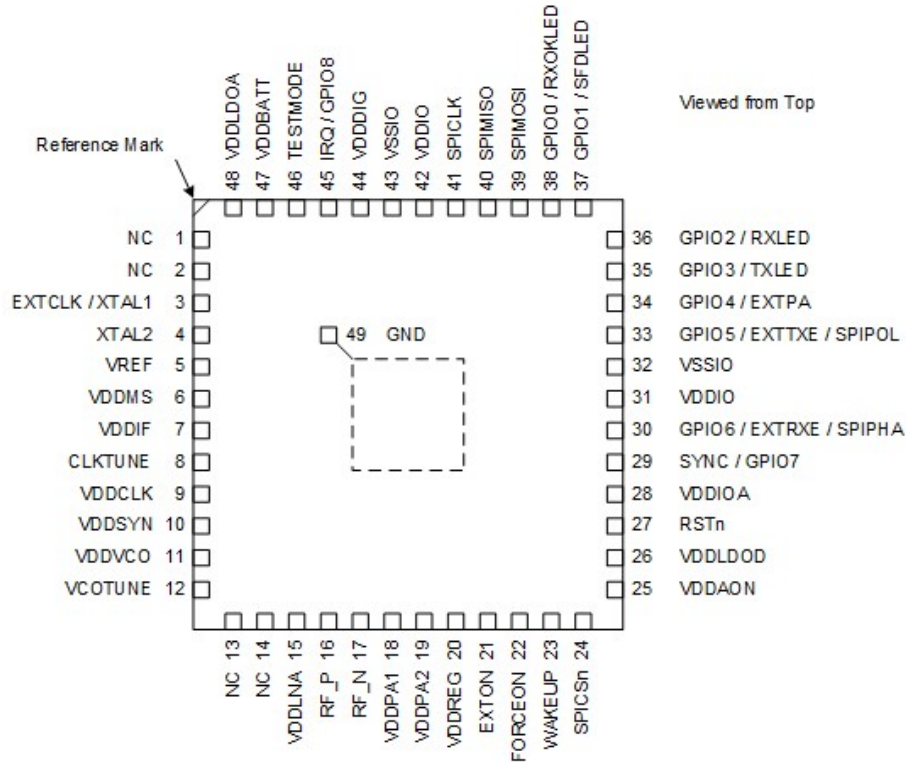 Viewed from Top
Reference Mark
48 VDDLDOA
47 VDDBATT
46 TESTMODE
45 IRQ / GPIO8
44 VDDDIG
43 VSSIO
42 VDDIO
41 SPICLK
40 SPIMISO
39 SPIMOSI
38 GPIO0 / RXOKLED
37 GPIO1 / SFDLED
NC 1
NC 2
EXTCLK / XTAL1 3
XTAL2 4
VREF 5
VDDMS 6
VDDIF 7
CLKTUNE 8
VDDCLK 9
VDDSYN 10
VDDVCO 11
VCOTUNE 12
49 GND
36 GPIO2 / RXLED
35 GPIO3 / TXLED
34 GPIO4 / EXTPA
33 GPIO5 / EXTTXE / SPIPOL
32 VSSIO
31 VDDIO
30 GPIO6 / EXTRXE / SPIPHA
29 SYNC / GPIO7
28 VDDIOA
27 RSTn
26 VDDLDOD
25 VDDAON
NC 13
NC 14
VDDLNA 15
RF_P 16
RF_N 17
VDDPA1 18
VDDPA2 19
VDDREG 20
EXTON 21
FORCEON 22
WAKEUP 23
SPICSn 24